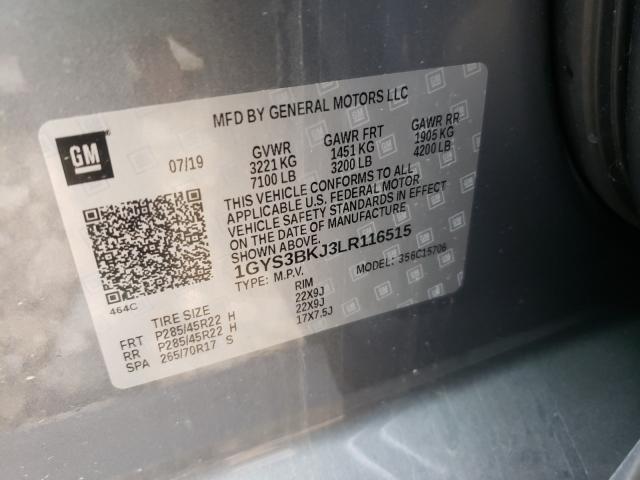 MFD BY GENERAL MOTORS LLC
GM
07/19
GVWR GAWR FRT GAWR RR
3221 KG 1451 KG 1905 KG
7100 LB 3200 LB 4200 LB
THIS VEHICLE CONFORMS TO ALL
APPLICABLE U.S. FEDERAL MOTOR
VEHICLE SAFETY STANDARDS IN EFFECT
ON THE DATE OF MANUFACTURE
SHOWN ABOVE.
1GYS3BKJ3LR116515
TYPE: M.P.V. MODEL: 356C15706
464C
TIRE SIZE RIM
FRT P285/45R22 H 22X9J
RR P285/45R22 H 22X9J
SPA 265/70R17 S 17X7.5J